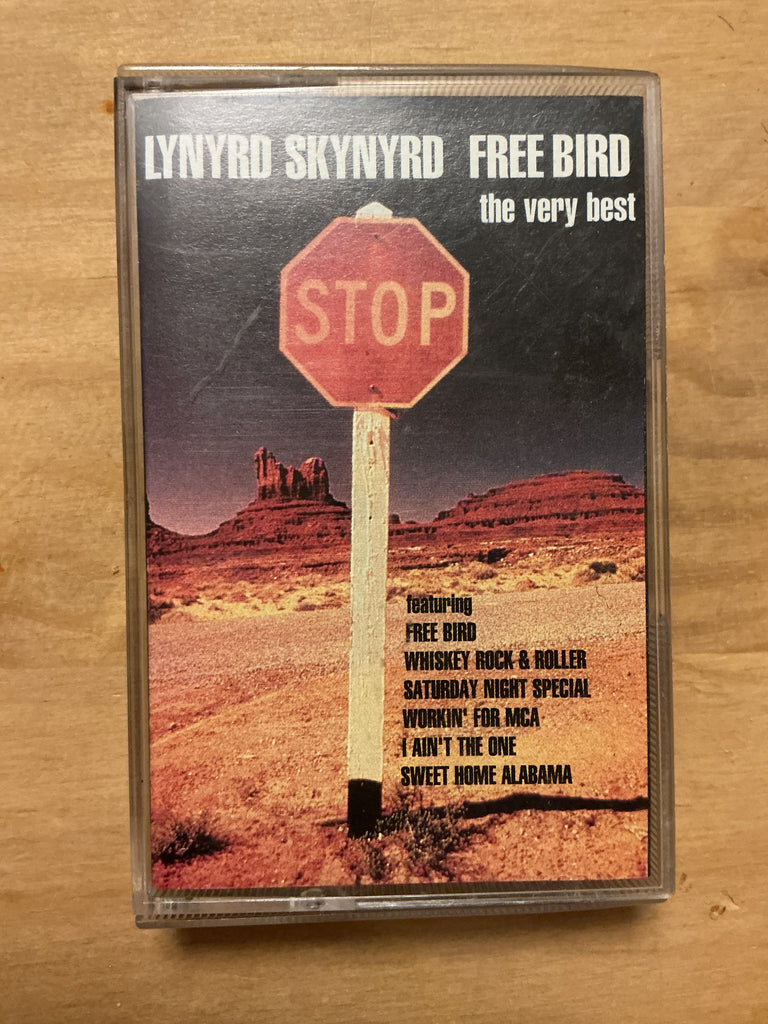 LYNYRD SKYNYRD FREE BIRD
the very best
STOP
featuring
FREE BIRD
WHISKEY ROCK & ROLLER
SATURDAY NIGHT SPECIAL
WORKIN' FOR MCA
I AIN'T THE ONE
SWEET HOME ALABAMA